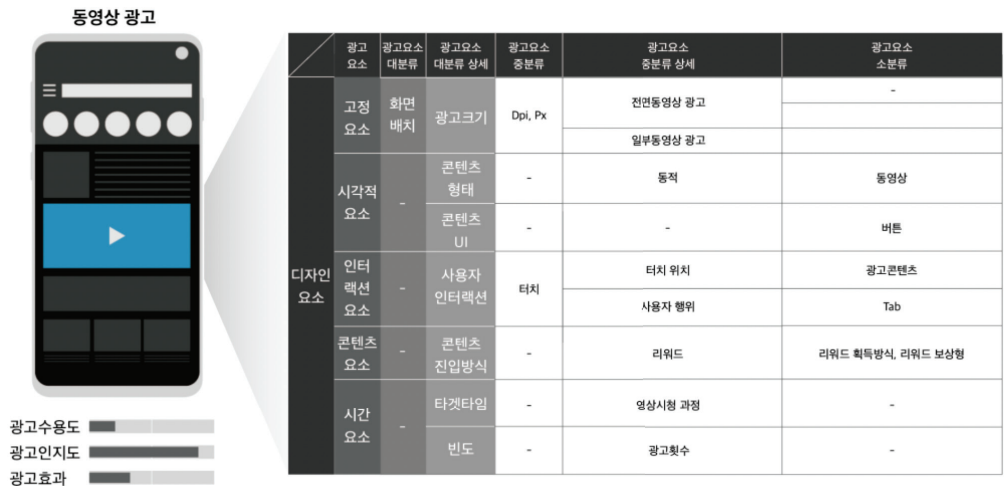 동영상 광고
광고 요소
광고요소 대분류
광고요소 대분류 상세
광고요소 중분류
광고요소 중분류 상세
광고요소 소분류
디자인 요소
고정 요소
화면 배치
광고크기
Dpi, Px
전면동영상 광고
-
일부동영상 광고
시각적 요소
-
콘텐츠 형태
-
동적
동영상
콘텐츠 UI
-
-
버튼
인터 랙션 요소
-
사용자 인터랙션
터치
터치 위치
광고콘텐츠
사용자 행위
Tab
콘텐츠 요소
-
콘텐츠 진입방식
-
리워드
리워드 획득방식, 리워드 보상형
시간 요소
-
타겟타임
-
영상시청 과정
-
빈도
-
광고횟수
-
광고수용도
광고인지도
광고효과